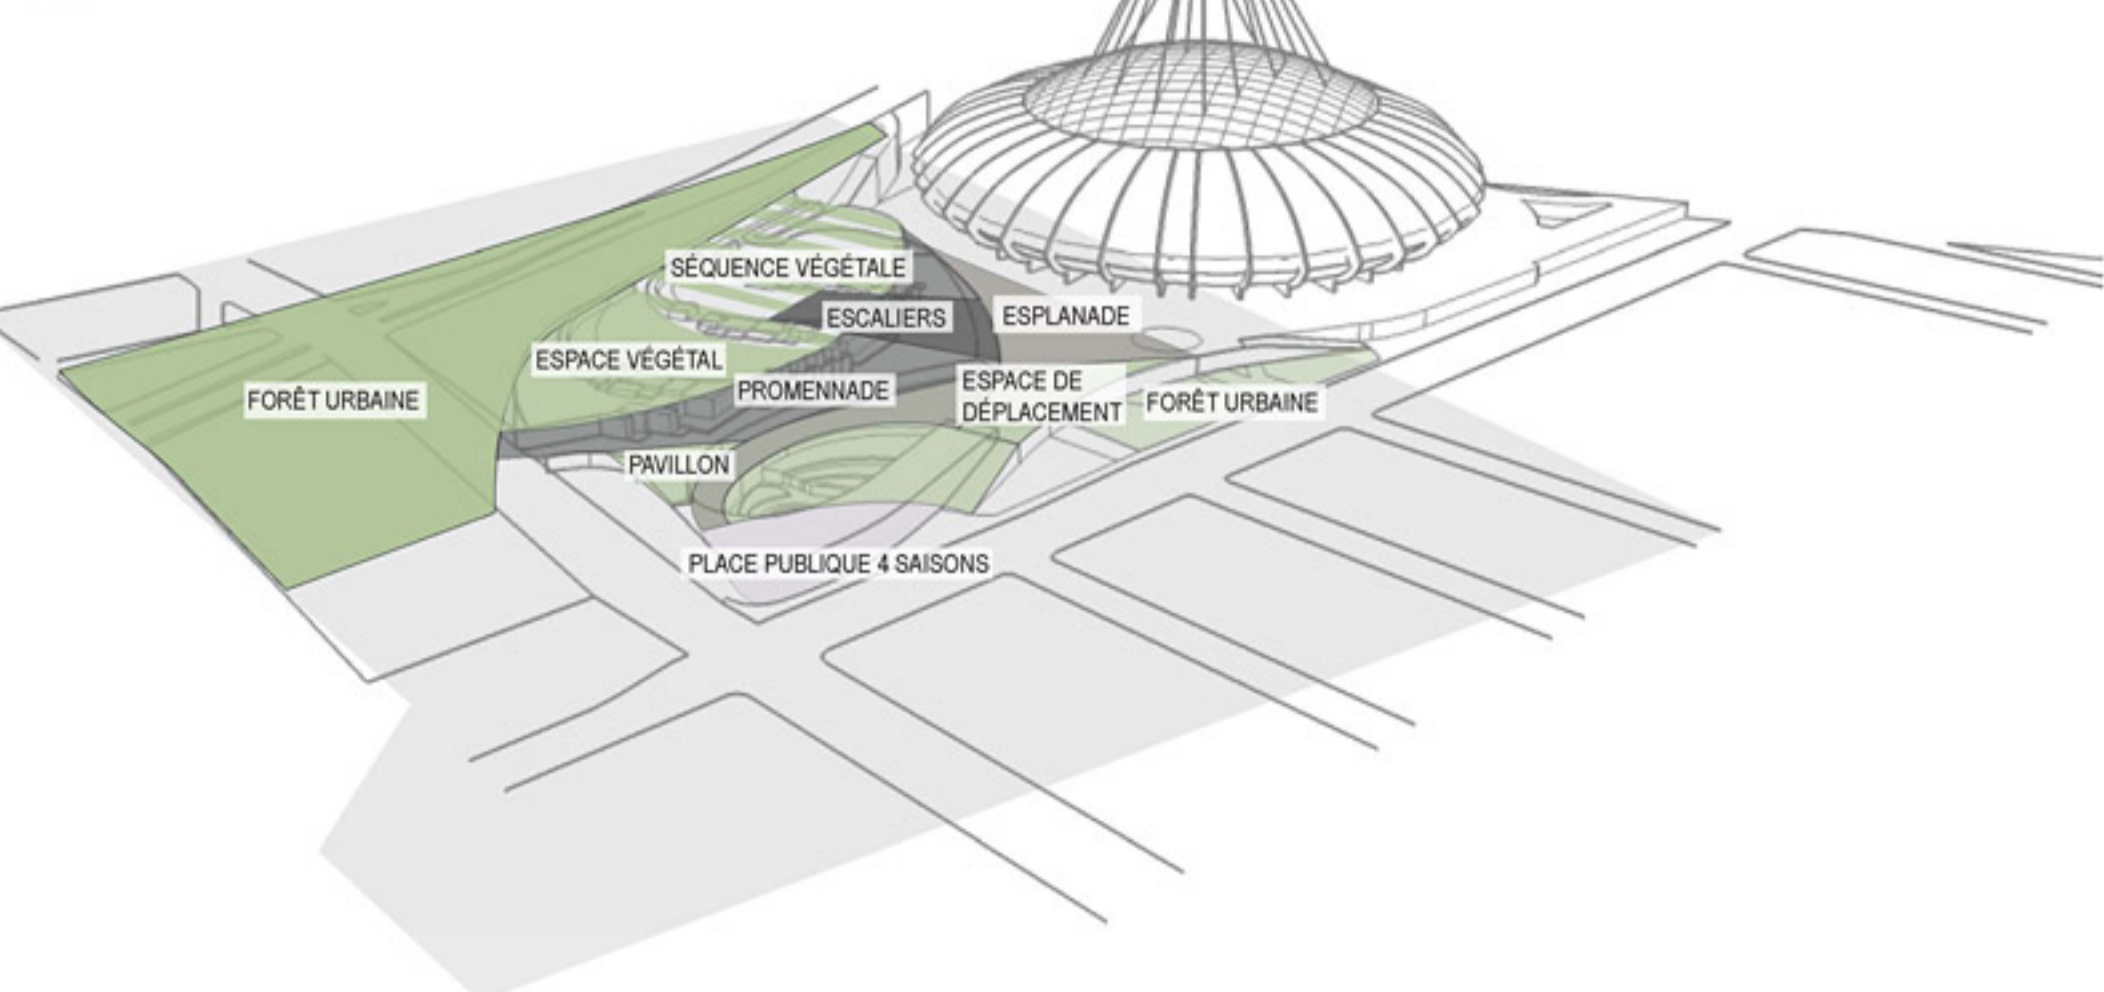 SÉQUENCE VÉGÉTALE
ESCALIERS
ESPLANADE
ESPACE VÉGÉTAL
PROMENNADE
ESPACE DE
DÉPLACEMENT
FORÊT URBAINE
FORÊT URBAINE
PAVILLON
PLACE PUBLIQUE 4 SAISONS